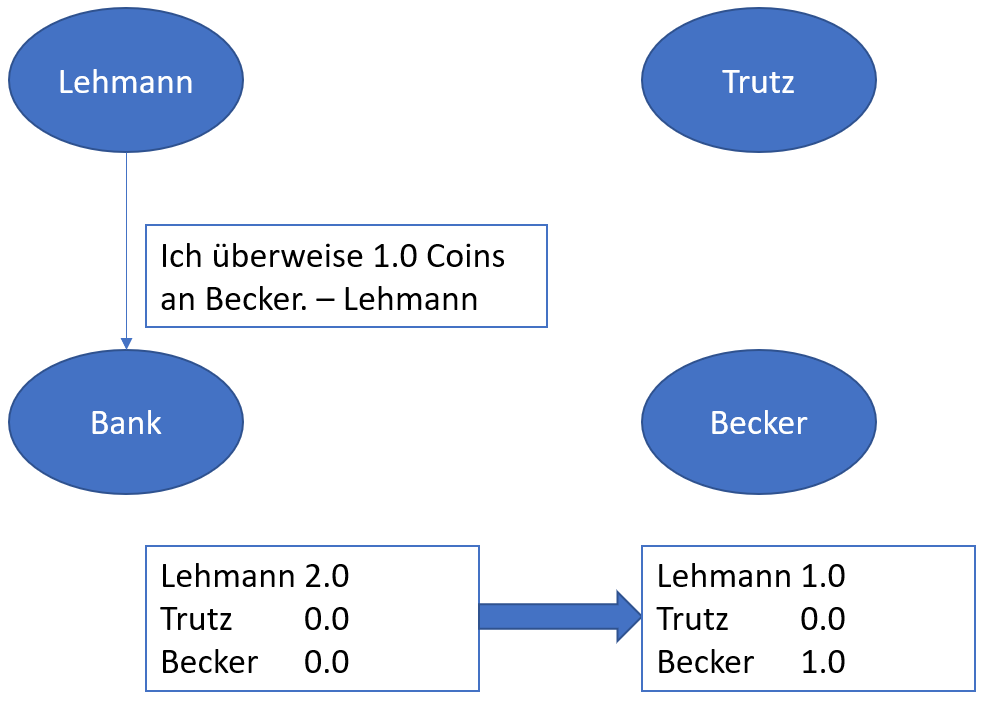 Lehmann
Trutz
Ich überweise 1.0 Coins
an Becker. – Lehmann
Bank
Becker
Lehmann 2.0
Trutz 0.0
Becker 0.0
Lehmann 1.0
Trutz 0.0
Becker 1.0